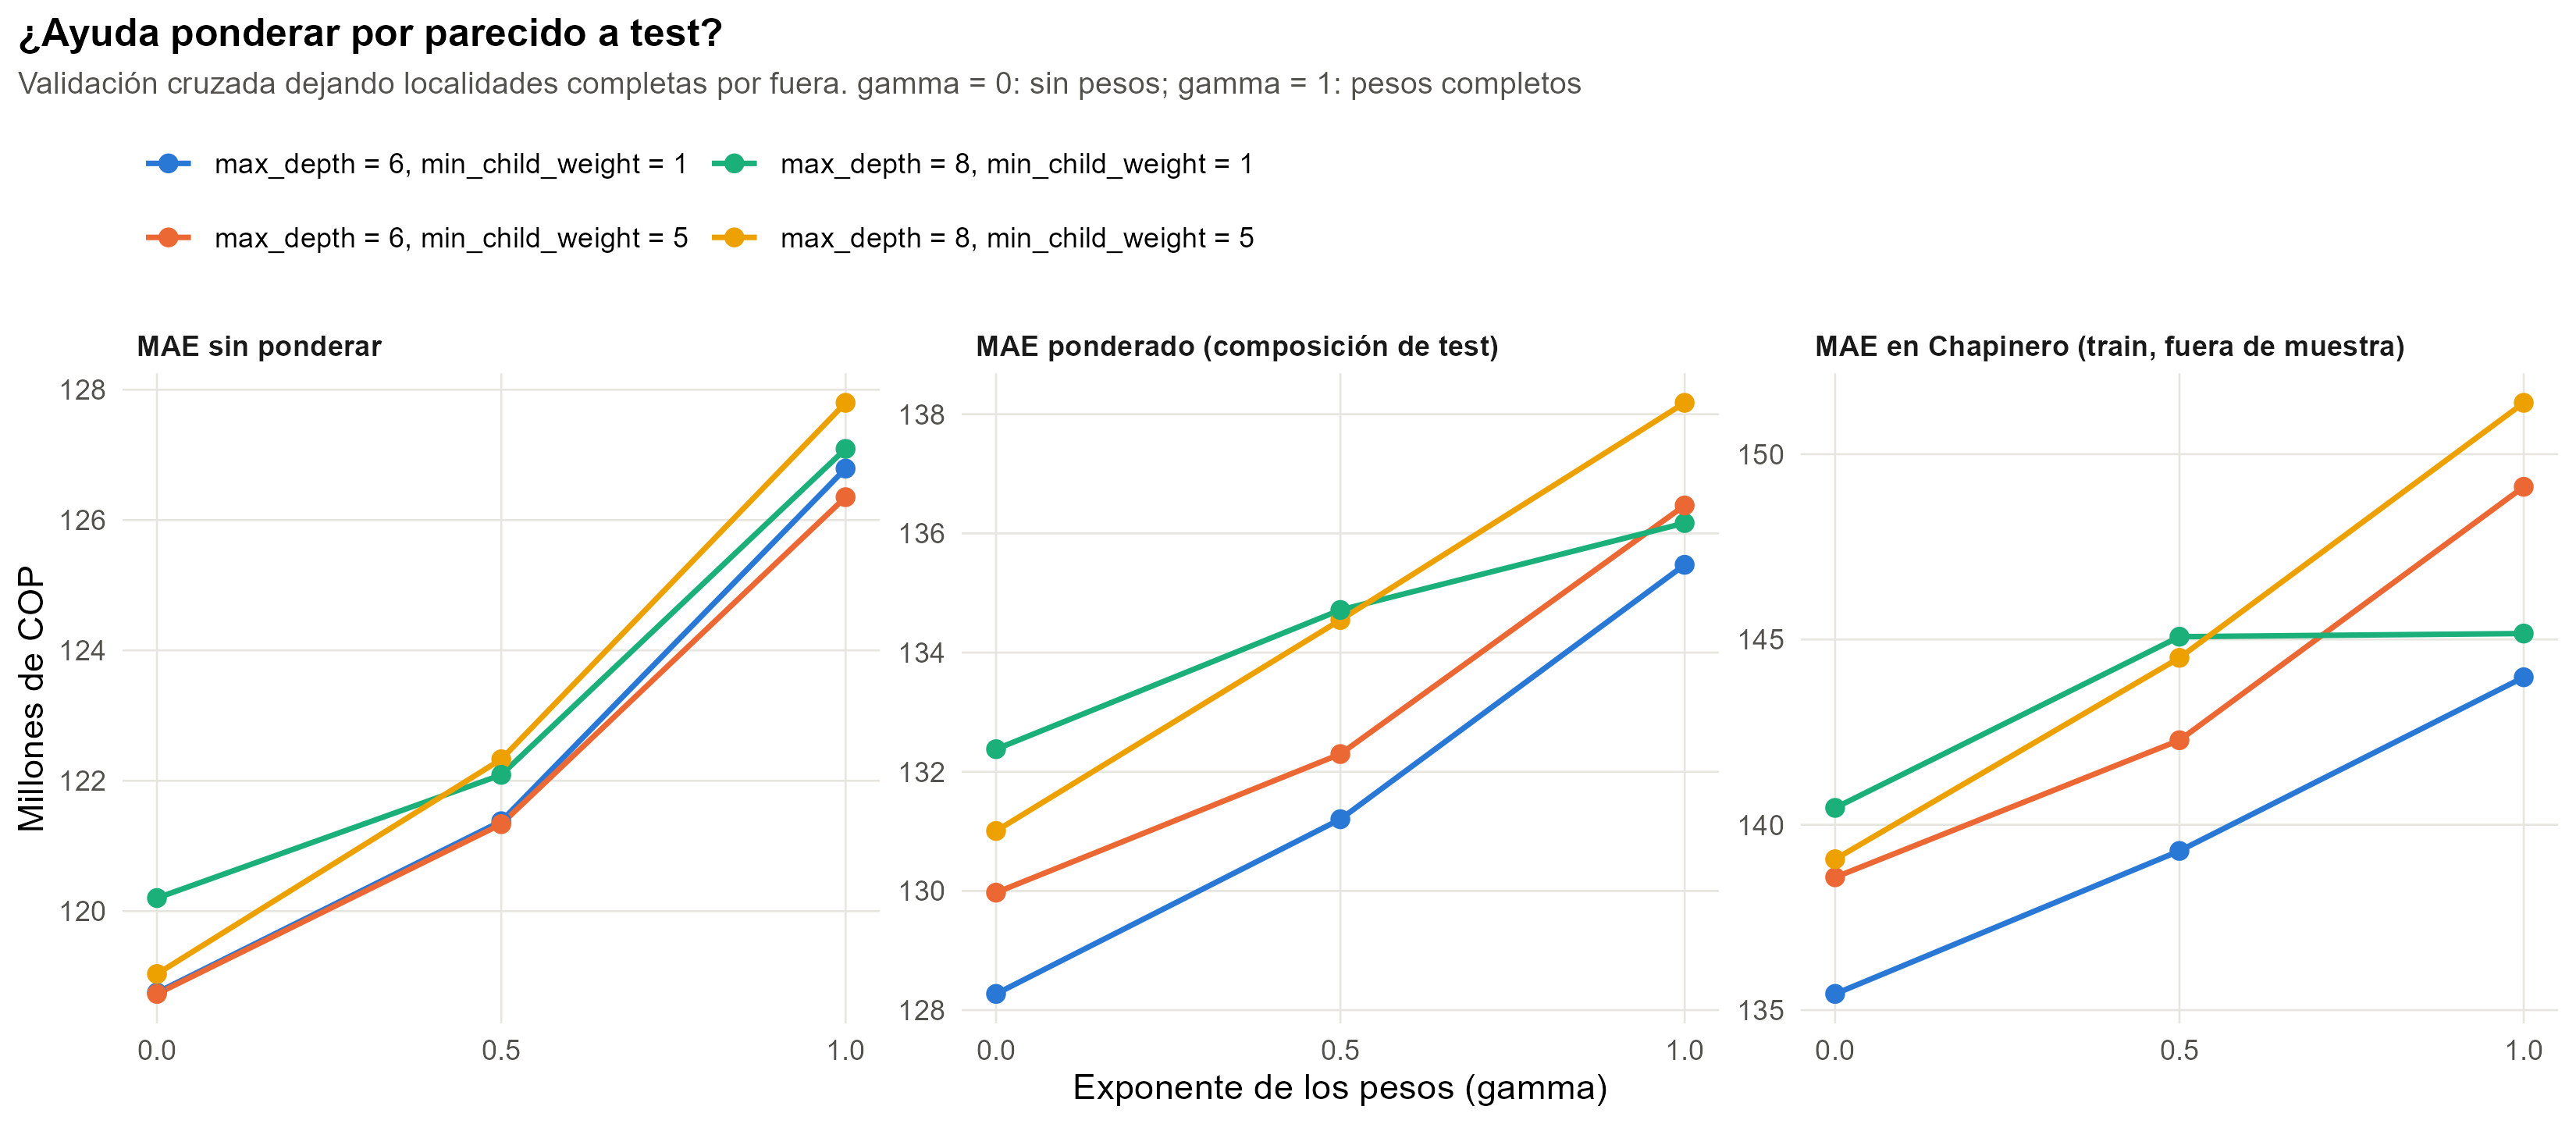 ¿Ayuda ponderar por parecido a test?
Validación cruzada dejando localidades completas por fuera. gamma = 0: sin pesos; gamma = 1: pesos completos
max_depth = 6, min_child_weight = 1
max_depth = 8, min_child_weight = 1
max_depth = 6, min_child_weight = 5
max_depth = 8, min_child_weight = 5
Millones de COP
MAE sin ponderar
128
126
124
122
120
0.0 0.5 1.0
MAE ponderado (composición de test)
138
136
134
132
130
128
0.0 0.5 1.0
MAE en Chapinero (train, fuera de muestra)
150
145
140
135
0.0 0.5 1.0
Exponente de los pesos (gamma)